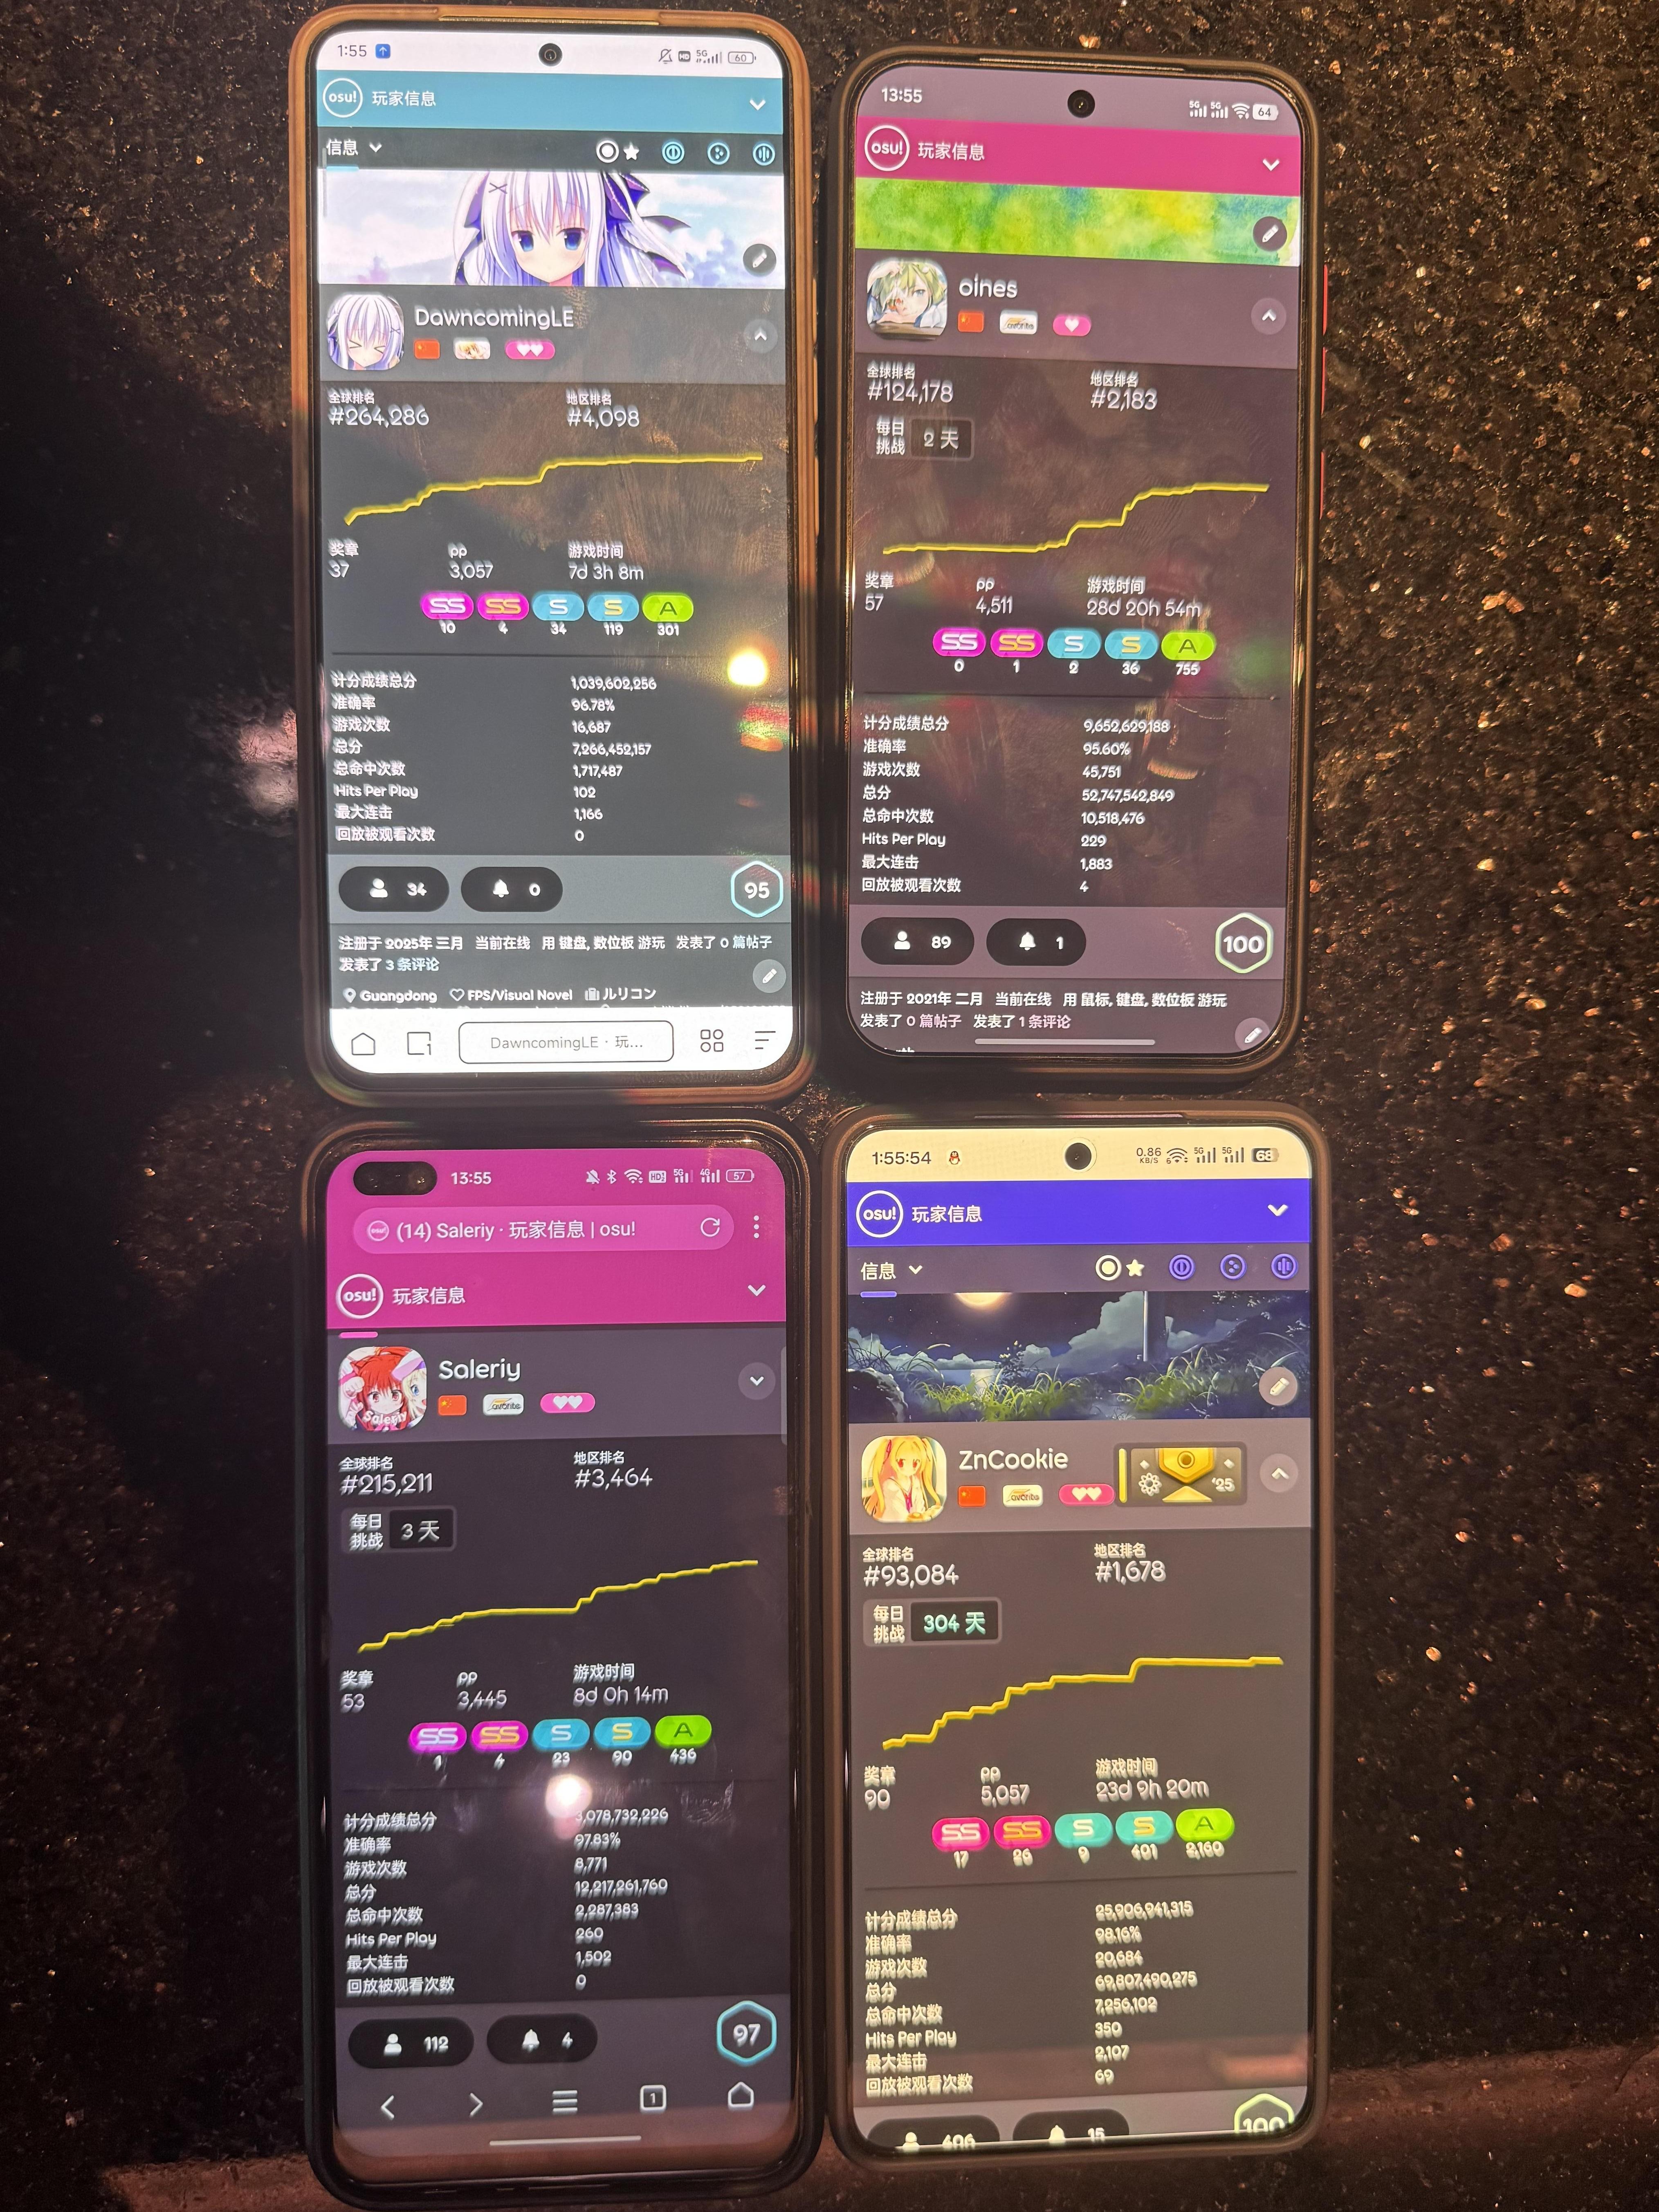 1:55
5G
60
osu! 玩家信息
信息
DawncomingLE
全球排名 地区排名
#264,286 #4,098
奖章 pp 游戏时间
37 3,057 7d 3h 8m
SS SS S S A
10 4 34 119 301
计分成绩总分 1,039,602,256
准确率 96.78%
游戏次数 16,687
总分 7,266,452,157
总命中次数 1,717,487
Hits Per Play 102
最大连击 1,166
回放被观看次数 0
34 0 95
注册于 2025年 三月 当前在线 用 键盘, 数位板 游玩 发表了 0 篇帖子
发表了 3 条评论
Guangdong FPS/Visual Novel ルリコン
1 DawncomingLE · 玩...
13:55 5G 5G 64
osu! 玩家信息
oines
avorite
全球排名 地区排名
#124,178 #2,183
每日
挑战 2 天
奖章 pp 游戏时间
57 4,511 28d 20h 54m
SS SS S S A
0 1 2 36 755
计分成绩总分 9,652,629,188
准确率 95.60%
游戏次数 45,751
总分 52,747,542,849
总命中次数 10,518,476
Hits Per Play 229
最大连击 1,883
回放被观看次数 4
89 1 100
注册于 2021年 二月 当前在线 用 鼠标, 键盘, 数位板 游玩
发表了 0 篇帖子 发表了 1 条评论
13:55 HD 5G 4G 57
(14) Saleriy · 玩家信息 | osu!
osu! 玩家信息
Saleriy
Saleriy
avorite
全球排名 地区排名
#215,211 #3,464
每日
挑战 3 天
奖章 pp 游戏时间
53 3,445 8d 0h 14m
SS SS S S A
1 4 23 90 436
计分成绩总分 3,078,732,226
准确率 97.83%
游戏次数 8,771
总分 12,217,261,760
总命中次数 2,287,383
Hits Per Play 260
最大连击 1,502
回放被观看次数 0
112 4 97
1
1:55:54 0.86 KB/S 6 5G 5G 68
osu! 玩家信息
信息
ZnCookie
avorite
'25
全球排名 地区排名
#93,084 #1,678
每日
挑战 304 天
奖章 pp 游戏时间
90 5,057 23d 9h 20m
SS SS S S A
17 26 9 401 2,160
计分成绩总分 25,906,941,315
准确率 98.16%
游戏次数 20,684
总分 69,807,490,275
总命中次数 7,256,102
Hits Per Play 350
最大连击 2,107
回放被观看次数 69
406 15 100